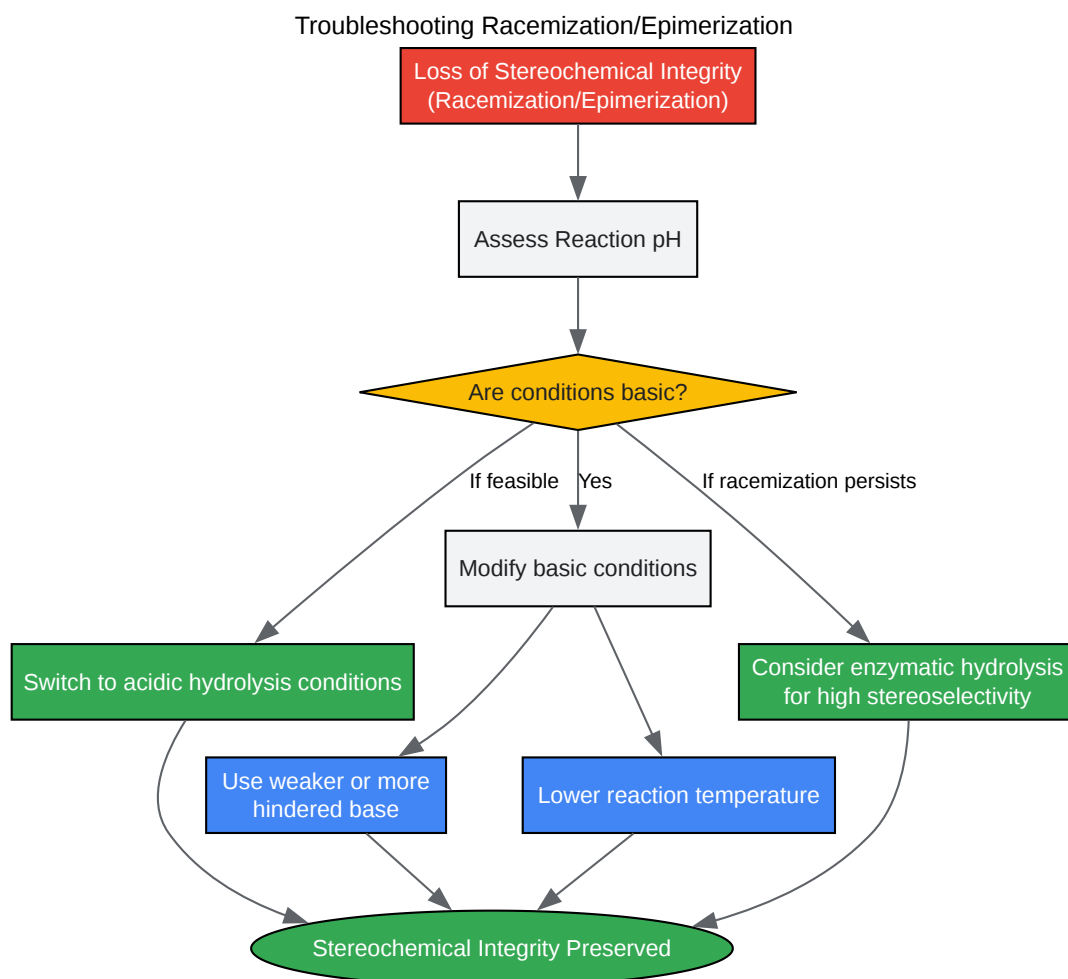 Troubleshooting Racemization/Epimerization
Loss of Stereochemical Integrity
(Racemization/Epimerization)
Assess Reaction pH
Are conditions basic?
If feasible
Yes
If racemization persists
Modify basic conditions
Switch to acidic hydrolysis conditions
Consider enzymatic hydrolysis
for high stereoselectivity
Use weaker or more
hindered base
Lower reaction temperature
Stereochemical Integrity Preserved